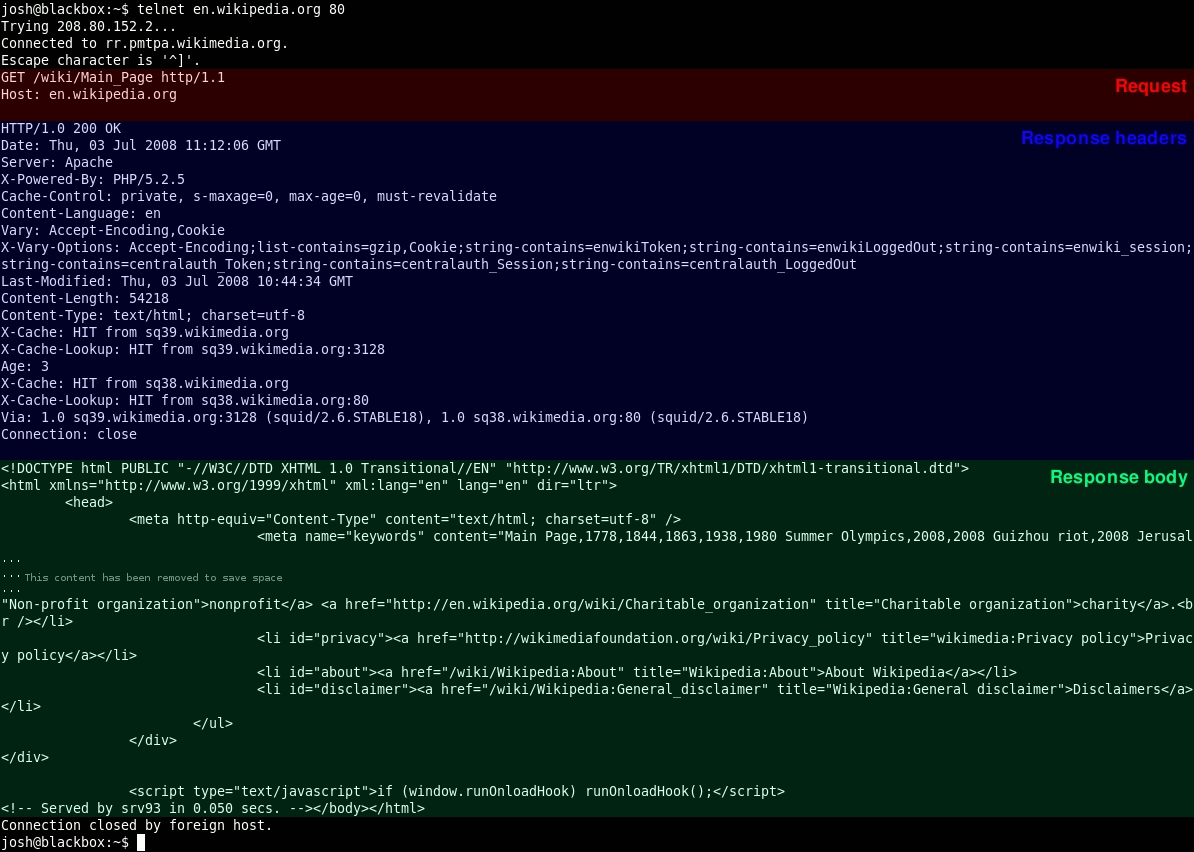 josh@blackbox:~$ telnet en.wikipedia.org 80
Trying 208.80.152.2...
Connected to rr.pmtpa.wikimedia.org.
Escape character is '^]'.
GET /wiki/Main_Page http/1.1
Request
Host: en.wikipedia.org
HTTP/1.0 200 OK
Response headers
Date: Thu, 03 Jul 2008 11:12:06 GMT
Server: Apache
X-Powered-By: PHP/5.2.5
Cache-Control: private, s-maxage=0, max-age=0, must-revalidate
Content-Language: en
Vary: Accept-Encoding,Cookie
X-Vary-Options: Accept-Encoding;list-contains=gzip,Cookie;string-contains=enwikiToken;string-contains=enwikiLoggedOut;string-contains=enwiki_session;
string-contains=centralauth_Token;string-contains=centralauth_Session;string-contains=centralauth_LoggedOut
Last-Modified: Thu, 03 Jul 2008 10:44:34 GMT
Content-Length: 54218
Content-Type: text/html; charset=utf-8
X-Cache: HIT from sq39.wikimedia.org
X-Cache-Lookup: HIT from sq39.wikimedia.org:3128
Age: 3
X-Cache: HIT from sq38.wikimedia.org
X-Cache-Lookup: HIT from sq38.wikimedia.org:80
Via: 1.0 sq39.wikimedia.org:3128 (squid/2.6.STABLE18), 1.0 sq38.wikimedia.org:80 (squid/2.6.STABLE18)
Connection: close
<!DOCTYPE html PUBLIC "-//W3C//DTD XHTML 1.0 Transitional//EN" "http://www.w3.org/TR/xhtml1/DTD/xhtml1-transitional.dtd">
Response body
<html xmlns="http://www.w3.org/1999/xhtml" xml:lang="en" lang="en" dir="ltr">
<head>
<meta http-equiv="Content-Type" content="text/html; charset=utf-8" />
<meta name="keywords" content="Main Page,1778,1844,1863,1938,1980 Summer Olympics,2008,2008 Guizhou riot,2008 Jerusal
...
... This content has been removed to save space
...
"Non-profit organization">nonprofit</a> <a href="http://en.wikipedia.org/wiki/Charitable_organization" title="Charitable organization">charity</a>.<b
r /></li>
<li id="privacy"><a href="http://wikimediafoundation.org/wiki/Privacy_policy" title="wikimedia:Privacy policy">Privac
y policy</a></li>
<li id="about"><a href="/wiki/Wikipedia:About" title="Wikipedia:About">About Wikipedia</a></li>
<li id="disclaimer"><a href="/wiki/Wikipedia:General_disclaimer" title="Wikipedia:General disclaimer">Disclaimers</a>
</li>
</ul>
</div>
</div>
<script type="text/javascript">if (window.runOnloadHook) runOnloadHook();</script>
<!-- Served by srv93 in 0.050 secs. --></body></html>
Connection closed by foreign host.
josh@blackbox:~$